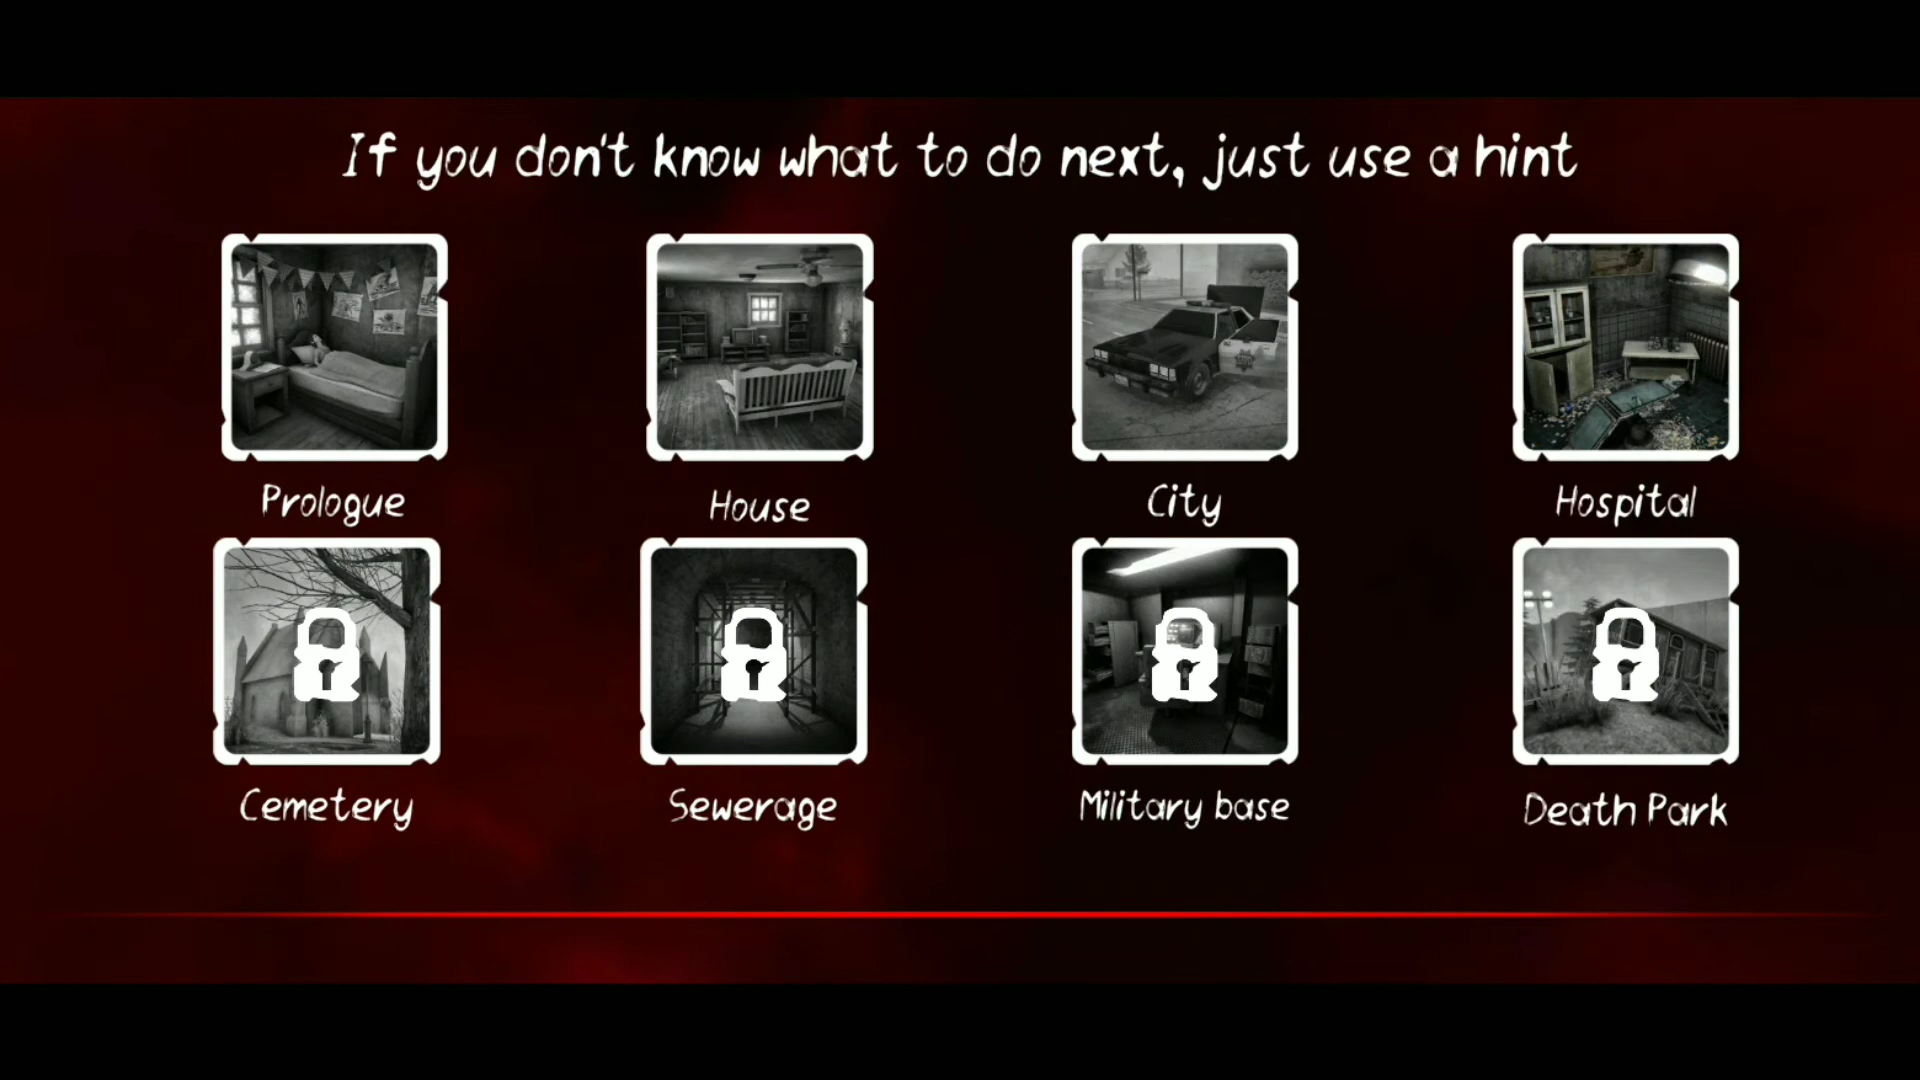 If you don't know what to do next, just use a hint
Prologue
House
City
Hospital
Cemetery
Sewerage
Military base
Death Park